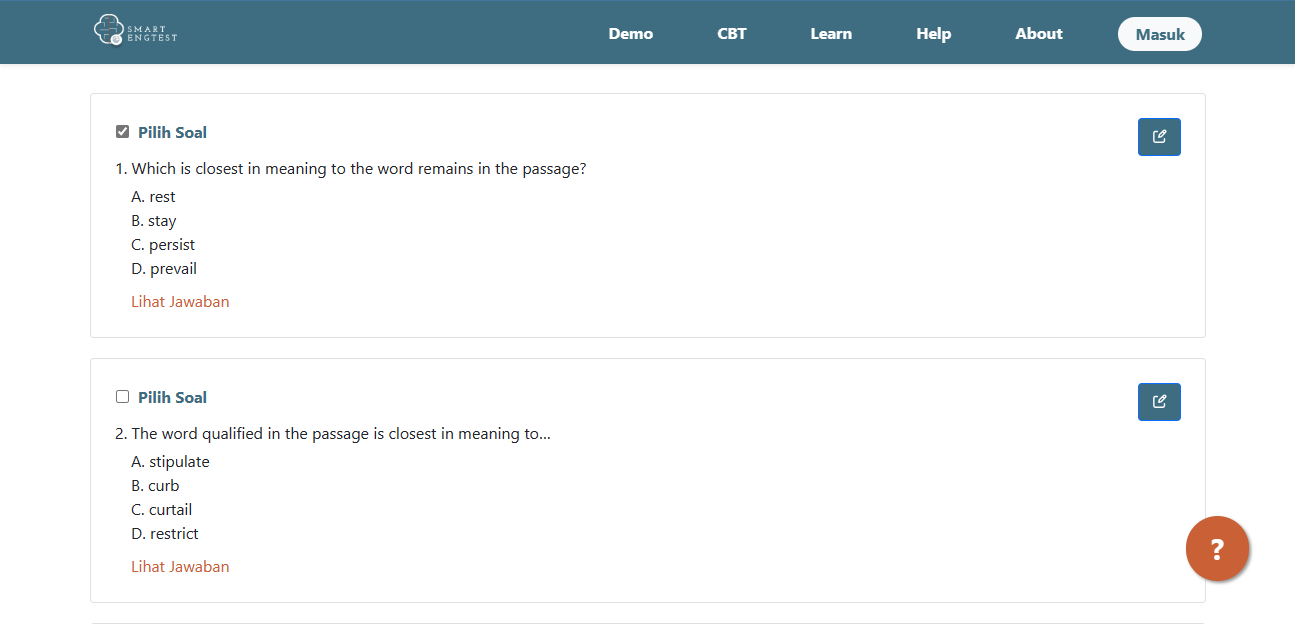 SMART
ENGTEST
Demo CBT Learn Help About Masuk
Pilih Soal
1. Which is closest in meaning to the word remains in the passage?
A. rest
B. stay
C. persist
D. prevail
Lihat Jawaban
Pilih Soal
2. The word qualified in the passage is closest in meaning to...
A. stipulate
B. curb
C. curtail
D. restrict
Lihat Jawaban
?